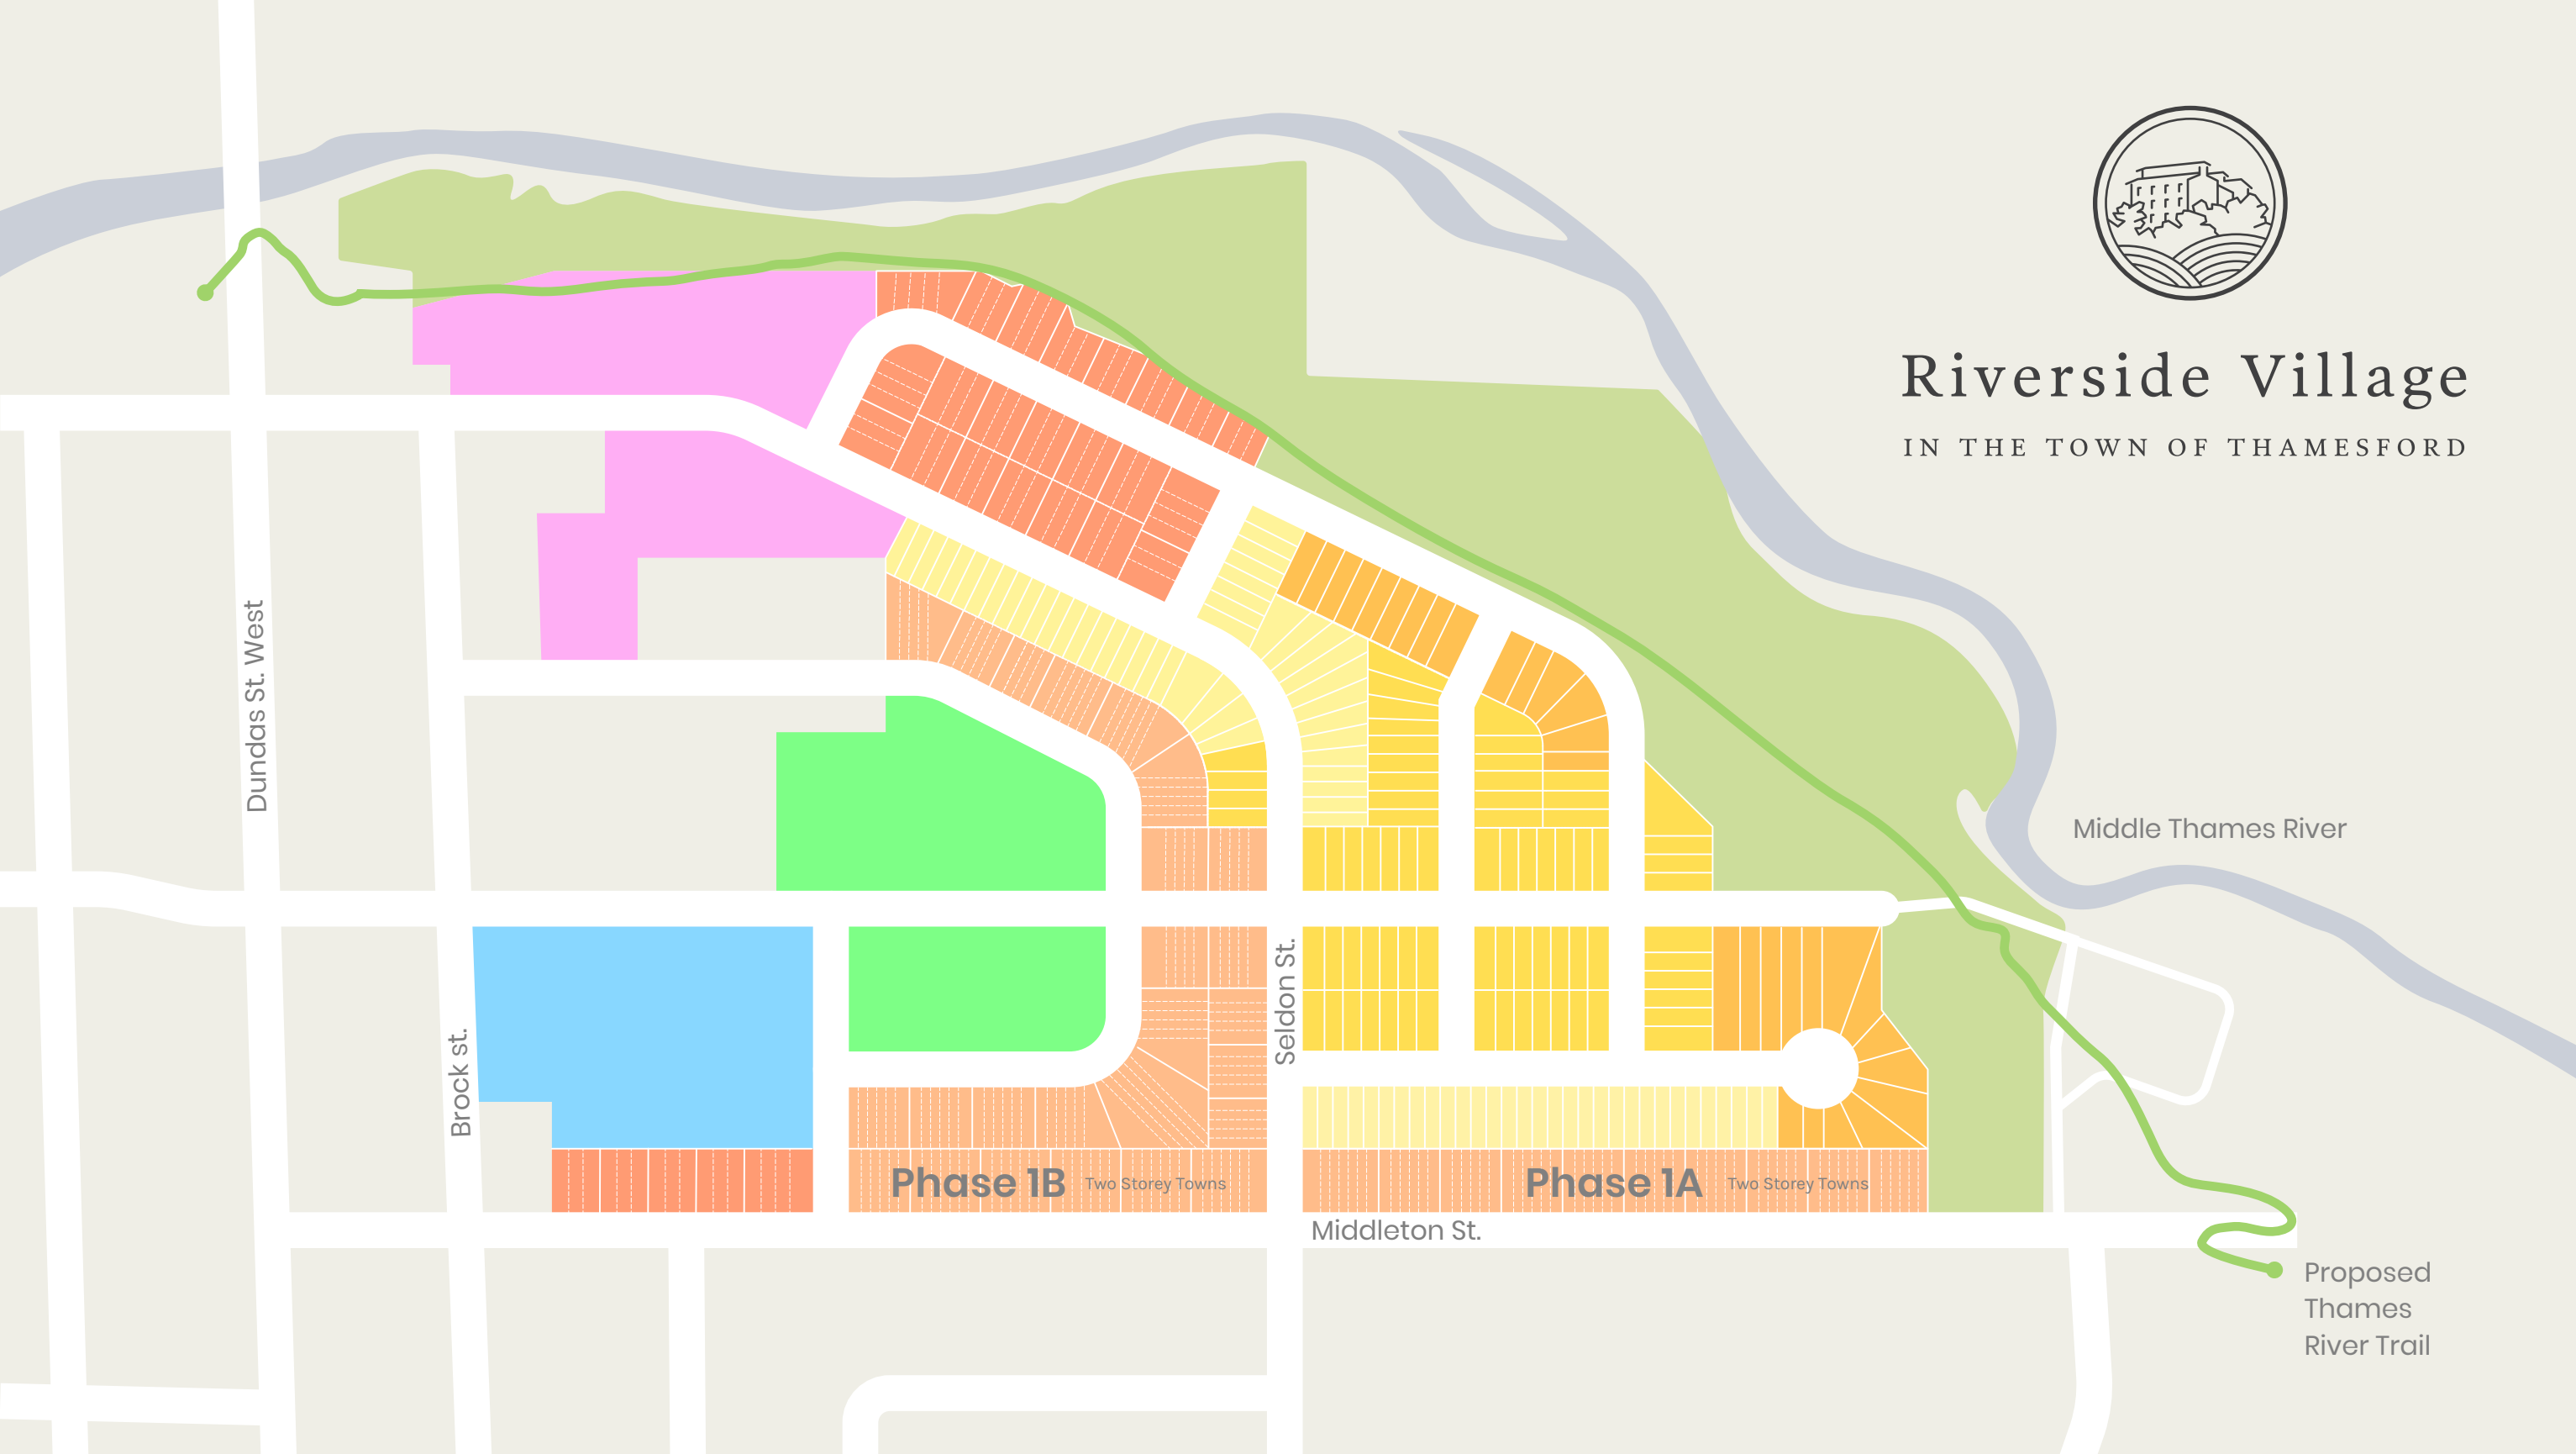 Riverside Village
IN THE TOWN OF THAMESFORD
Dundas St. West
Middle Thames River
Seldon St.
Brock st.
Phase 1B
Two Storey Towns
Phase 1A
Two Storey Towns
Middleton St.
Proposed
Thames
River Trail